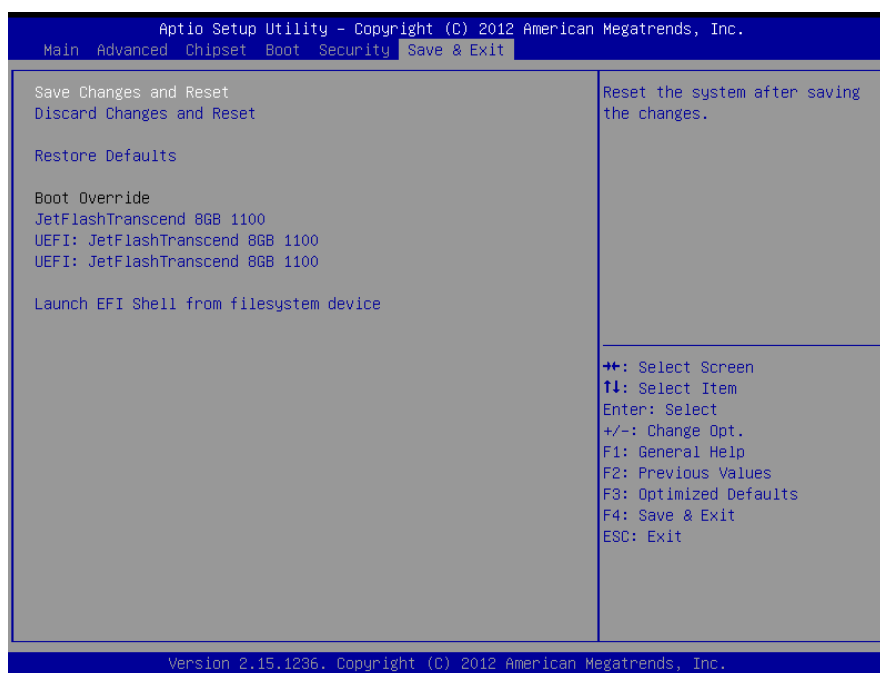 Aptio Setup Utility – Copyright (C) 2012 American Megatrends, Inc.
Main Advanced Chipset Boot Security Save & Exit
Save Changes and Reset
Discard Changes and Reset
Restore Defaults
Boot Override
JetFlashTranscend 8GB 1100
UEFI: JetFlashTranscend 8GB 1100
UEFI: JetFlashTranscend 8GB 1100
Launch EFI Shell from filesystem device
Reset the system after saving
the changes.
→←: Select Screen
↑↓: Select Item
Enter: Select
+/-: Change Opt.
F1: General Help
F2: Previous Values
F3: Optimized Defaults
F4: Save & Exit
ESC: Exit
Version 2.15.1236. Copyright (C) 2012 American Megatrends, Inc.